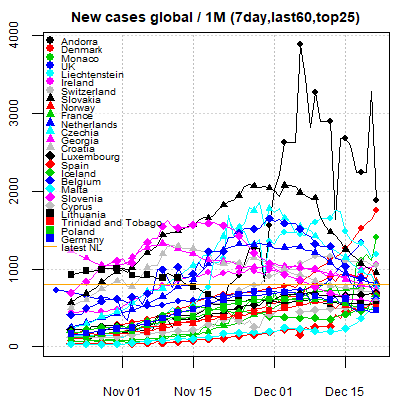 New cases global / 1M (7day,last60,top25)
4000
3000
2000
1000
0
Andorra
Denmark
Monaco
UK
Liechtenstein
Ireland
Switzerland
Slovakia
Norway
France
Netherlands
Czechia
Georgia
Croatia
Luxembourg
Spain
Iceland
Belgium
Malta
Slovenia
Cyprus
Lithuania
Trinidad and Tobago
Poland
Germany
latest NL
Nov 01
Nov 15
Dec 01
Dec 15